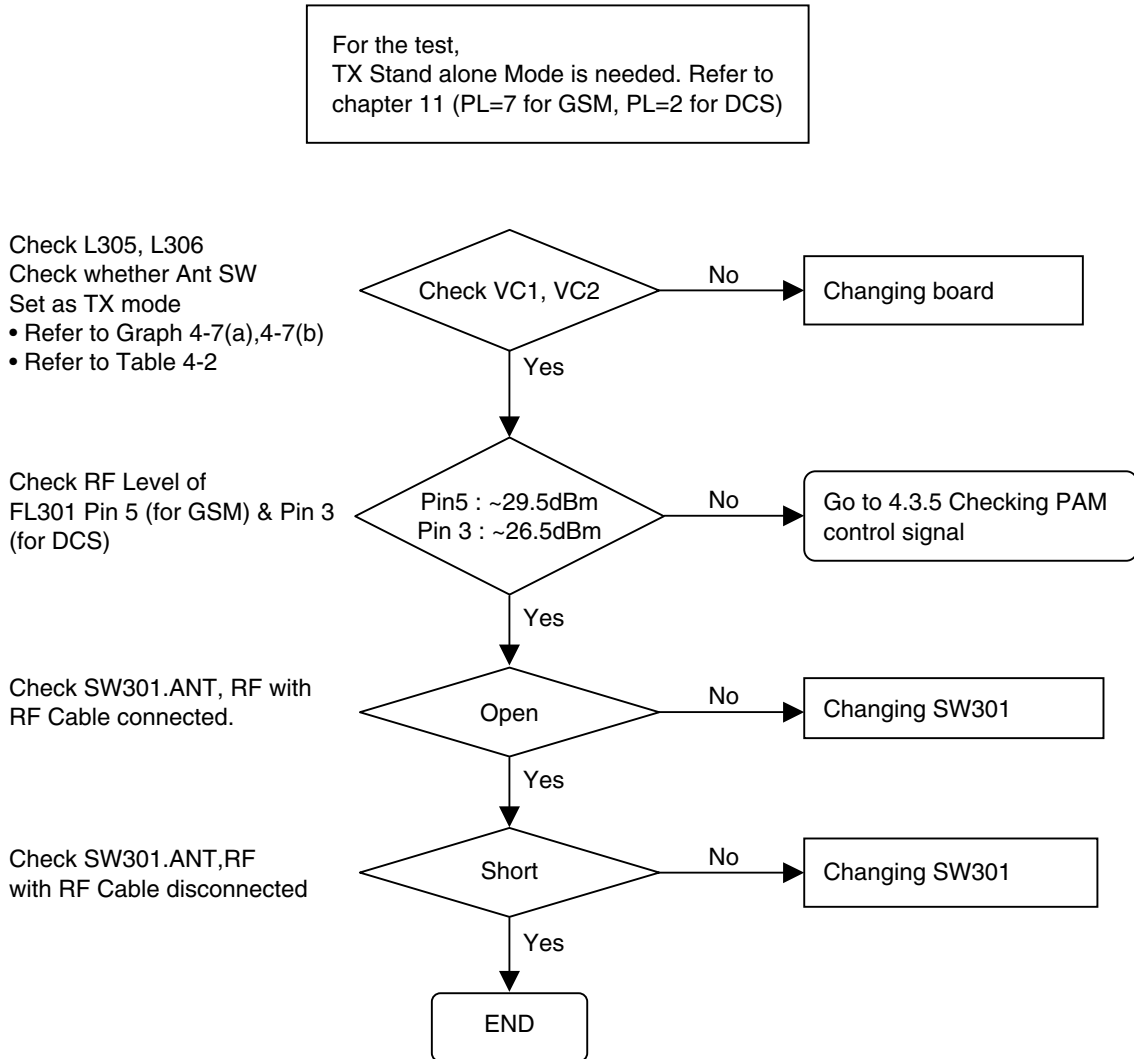 For the test,
TX Stand alone Mode is needed. Refer to
chapter 11 (PL=7 for GSM, PL=2 for DCS)
Check L305, L306
Check whether Ant SW
Set as TX mode
• Refer to Graph 4-7(a),4-7(b)
• Refer to Table 4-2
Check VC1, VC2
No
Changing board
Yes
Check RF Level of
FL301 Pin 5 (for GSM) & Pin 3
(for DCS)
Pin5 : ~29.5dBm
Pin 3 : ~26.5dBm
No
Go to 4.3.5 Checking PAM
control signal
Yes
Check SW301.ANT, RF with
RF Cable connected.
Open
No
Changing SW301
Yes
Check SW301.ANT,RF
with RF Cable disconnected
Short
No
Changing SW301
Yes
END